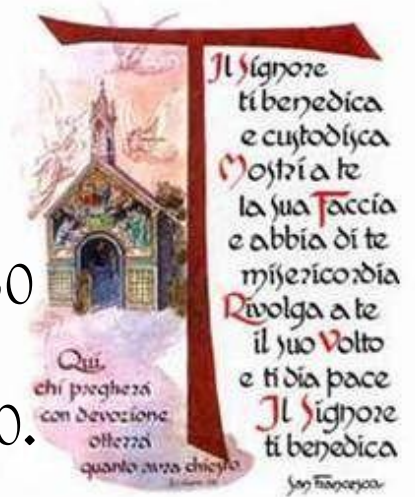 Il Signore
ti benedica
e custodisca
Mostri a te
la sua Faccia
e abbia di te
misericordia
Rivolga a te
il suo Volto
e ti dia pace
Il Signore
ti benedica
San Francesco
Qui,
chi pregherà
con devozione
otterrà
quanto avrà chiesto
o
o.